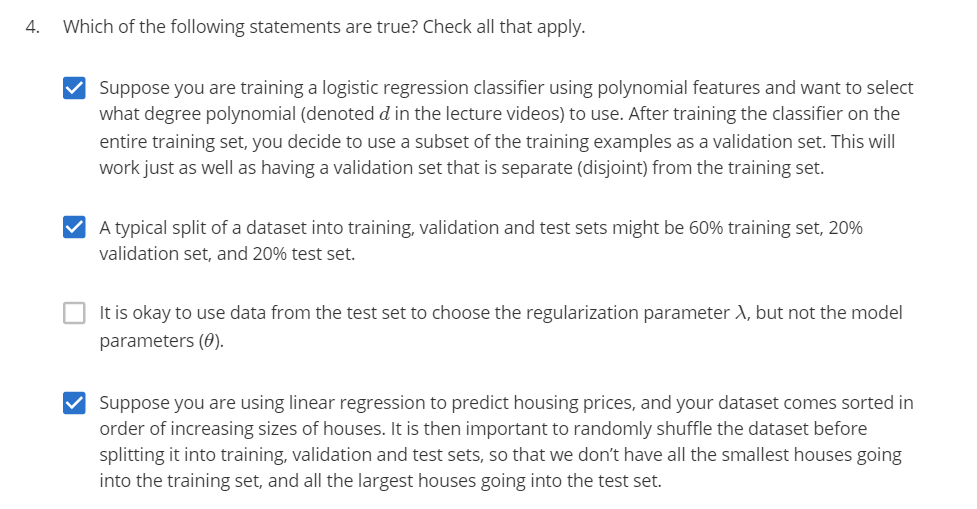 4. Which of the following statements are true? Check all that apply.
Suppose you are training a logistic regression classifier using polynomial features and want to select
what degree polynomial (denoted d in the lecture videos) to use. After training the classifier on the
entire training set, you decide to use a subset of the training examples as a validation set. This will
work just as well as having a validation set that is separate (disjoint) from the training set.
A typical split of a dataset into training, validation and test sets might be 60% training set, 20%
validation set, and 20% test set.
It is okay to use data from the test set to choose the regularization parameter λ, but not the model
parameters (θ).
Suppose you are using linear regression to predict housing prices, and your dataset comes sorted in
order of increasing sizes of houses. It is then important to randomly shuffle the dataset before
splitting it into training, validation and test sets, so that we don’t have all the smallest houses going
into the training set, and all the largest houses going into the test set.